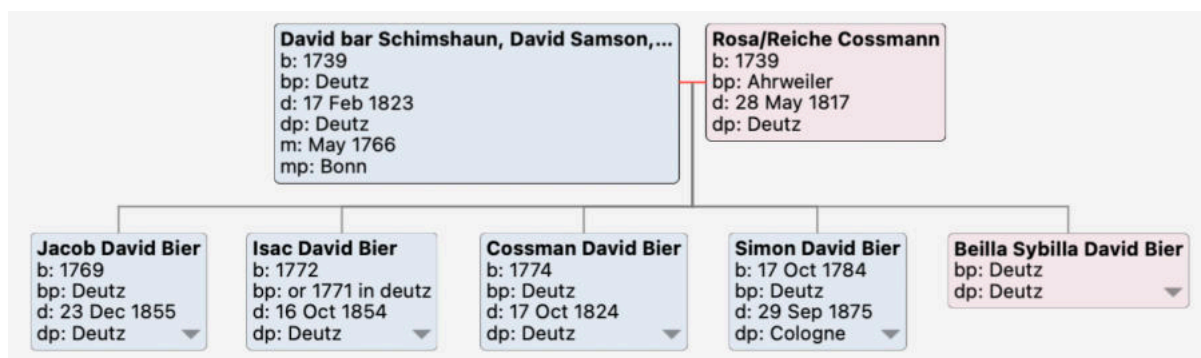 David bar Schimshaun, David Samson,...
b: 1739
bp: Deutz
d: 17 Feb 1823
dp: Deutz
m: May 1766
mp: Bonn
Rosa/Reiche Cossmann
b: 1739
bp: Ahrweiler
d: 28 May 1817
dp: Deutz
Jacob David Bier
b: 1769
bp: Deutz
d: 23 Dec 1855
dp: Deutz
Isac David Bier
b: 1772
bp: or 1771 in deutz
d: 16 Oct 1854
dp: Deutz
Cossman David Bier
b: 1774
bp: Deutz
d: 17 Oct 1824
dp: Deutz
Simon David Bier
b: 17 Oct 1784
bp: Deutz
d: 29 Sep 1875
dp: Cologne
Beilla Sybilla David Bier
bp: Deutz
dp: Deutz